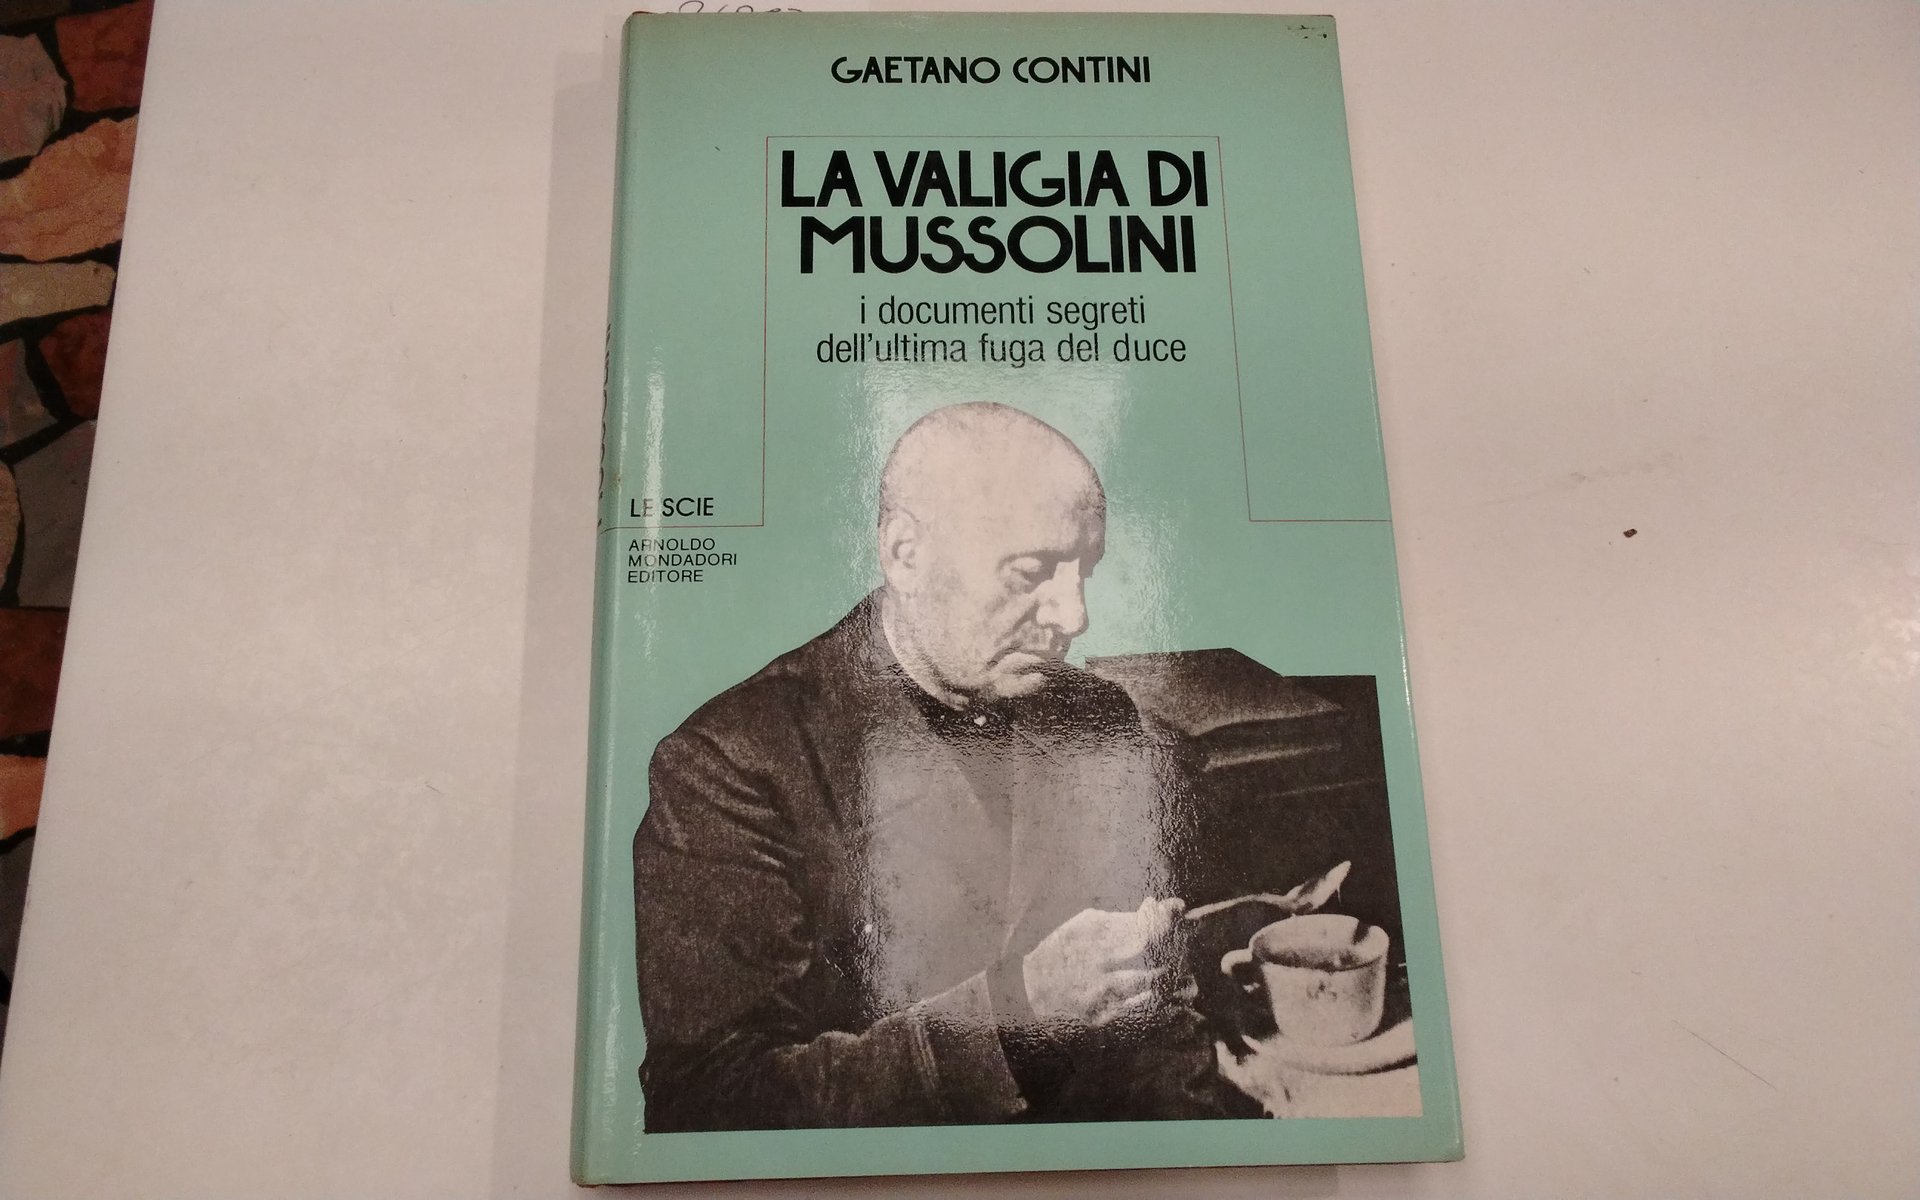 GAETANO CONTINI
LA VALIGIA DI
MUSSOLINI
i documenti segreti
dell'ultima fuga del duce
LE SCIE
ARNOLDO
MONDADORI
EDITORE